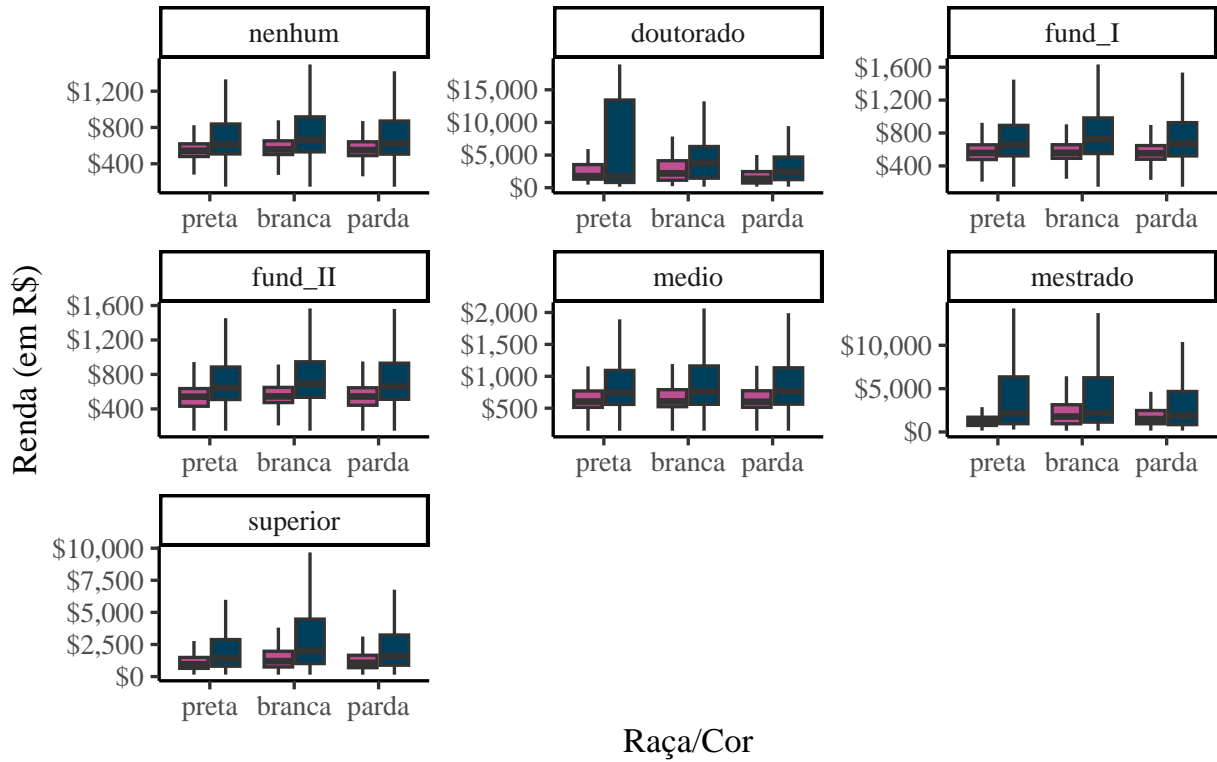 nenhum
doutorado
fund_I
$1,200
$800
$400
$15,000
$10,000
$5,000
$0
$1,600
$1,200
$800
$400
preta branca parda
preta branca parda
preta branca parda
fund_II
medio
mestrado
$1,600
$1,200
$800
$400
$2,000
$1,500
$1,000
$500
$10,000
$5,000
$0
preta branca parda
preta branca parda
preta branca parda
superior
$10,000
$7,500
$5,000
$2,500
$0
preta branca parda
Renda (em R$)
Raça/Cor